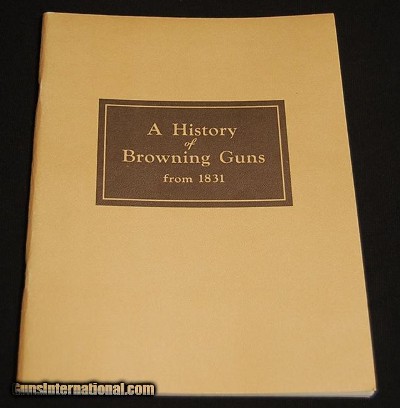 A History
of
Browning Guns
from 1831
GunsInternational.com